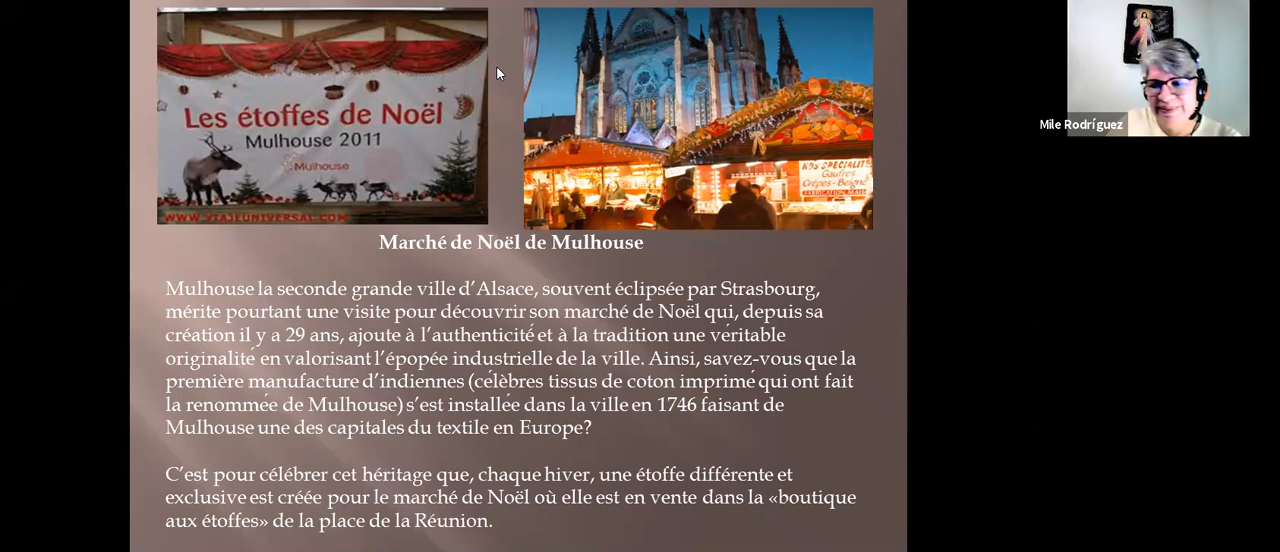 Les étoffes de Noël
Mulhouse 2011
Mulhouse
WWW.VIAJEUNIVERSAL.COM
NOS SPECIALITÉ
Gaufres
Crêpes-Beigne
FABRICATION MAIS
Mile Rodríguez
Marché de Noël de Mulhouse
Mulhouse la seconde grande ville d’Alsace, souvent éclipsée par Strasbourg,
mérite pourtant une visite pour découvrir son marché de Noël qui, depuis sa
création il y a 29 ans, ajoute à l’authenticité et à la tradition une véritable
originalité en valorisant l’épopée industrielle de la ville. Ainsi, savez-vous que la
première manufacture d’indiennes (célèbres tissus de coton imprimé qui ont fait
la renommée de Mulhouse) s’est installée dans la ville en 1746 faisant de
Mulhouse une des capitales du textile en Europe?
C’est pour célébrer cet héritage que, chaque hiver, une étoffe différente et
exclusive est créée pour le marché de Noël où elle est en vente dans la «boutique
aux étoffes» de la place de la Réunion.